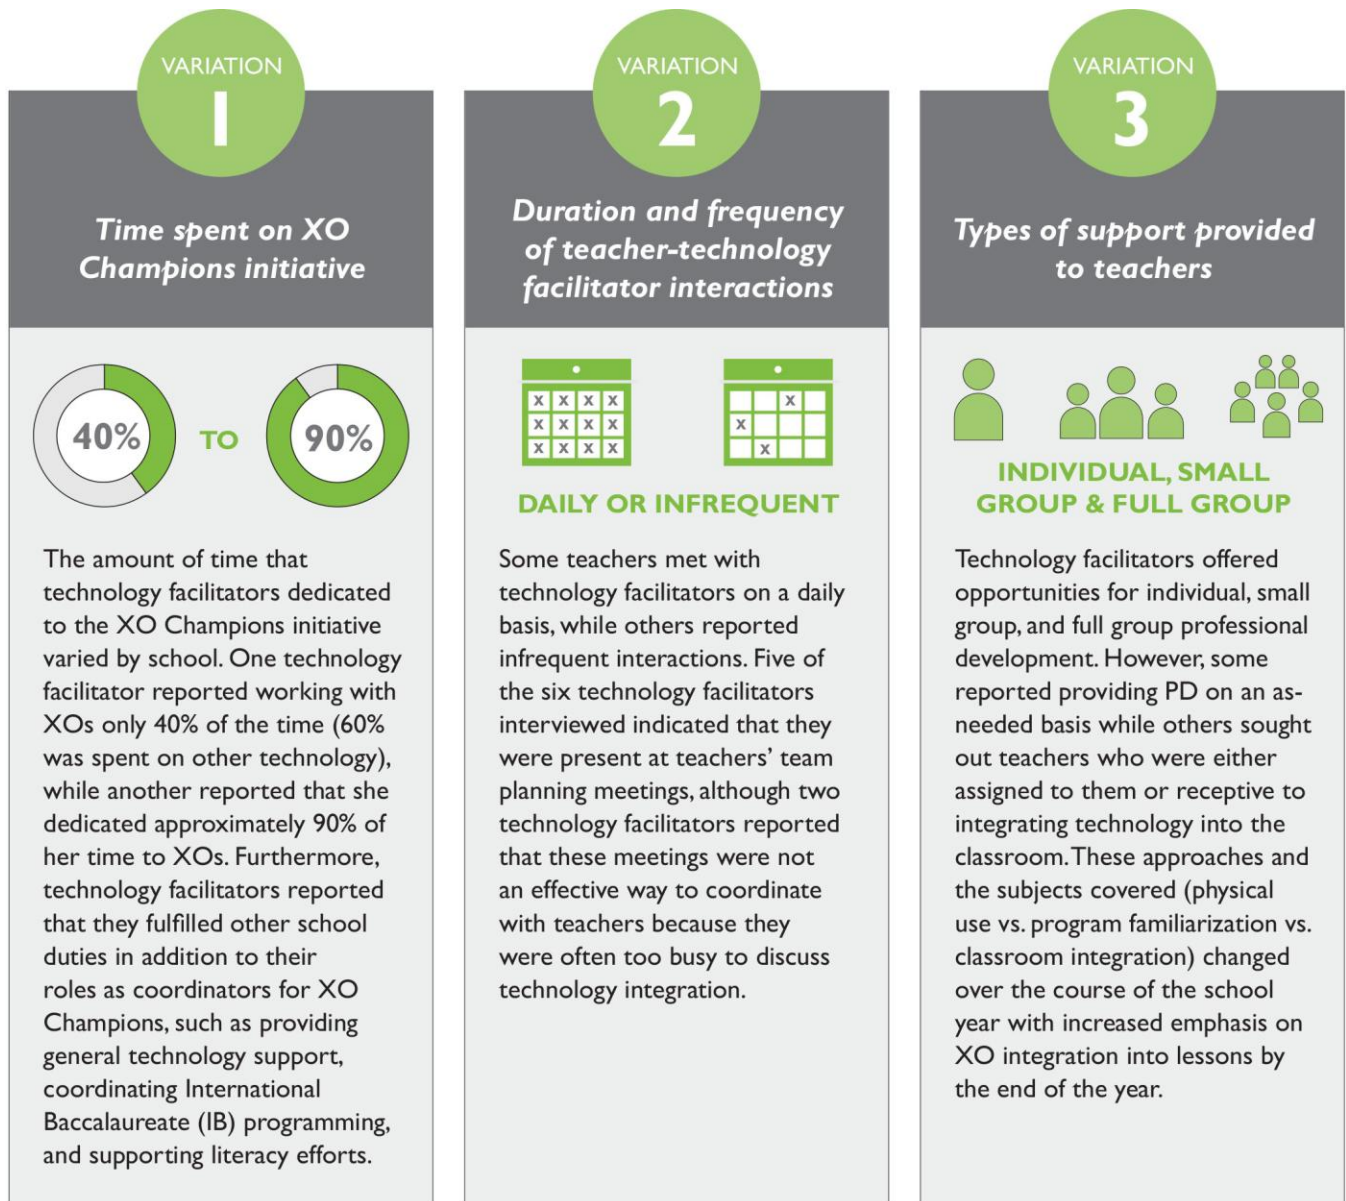 VARIATION
1
Time spent on XO
Champions initiative
40%
TO
90%
The amount of time that
technology facilitators dedicated
to the XO Champions initiative
varied by school. One technology
facilitator reported working with
XOs only 40% of the time (60%
was spent on other technology),
while another reported that she
dedicated approximately 90% of
her time to XOs. Furthermore,
technology facilitators reported
that they fulfilled other school
duties in addition to their
roles as coordinators for XO
Champions, such as providing
general technology support,
coordinating International
Baccalaureate (IB) programming,
and supporting literacy efforts.
VARIATION
2
Duration and frequency
of teacher-technology
facilitator interactions
x x x x
x x x x
x x x x
x
x
x
DAILY OR INFREQUENT
Some teachers met with
technology facilitators on a daily
basis, while others reported
infrequent interactions. Five of
the six technology facilitators
interviewed indicated that they
were present at teachers’ team
planning meetings, although two
technology facilitators reported
that these meetings were not
an effective way to coordinate
with teachers because they
were often too busy to discuss
technology integration.
VARIATION
3
Types of support provided
to teachers
INDIVIDUAL, SMALL
GROUP & FULL GROUP
Technology facilitators offered
opportunities for individual, small
group, and full group professional
development. However, some
reported providing PD on an as-
needed basis while others sought
out teachers who were either
assigned to them or receptive to
integrating technology into the
classroom. These approaches and
the subjects covered (physical
use vs. program familiarization vs.
classroom integration) changed
over the course of the school
year with increased emphasis on
XO integration into lessons by
the end of the year.